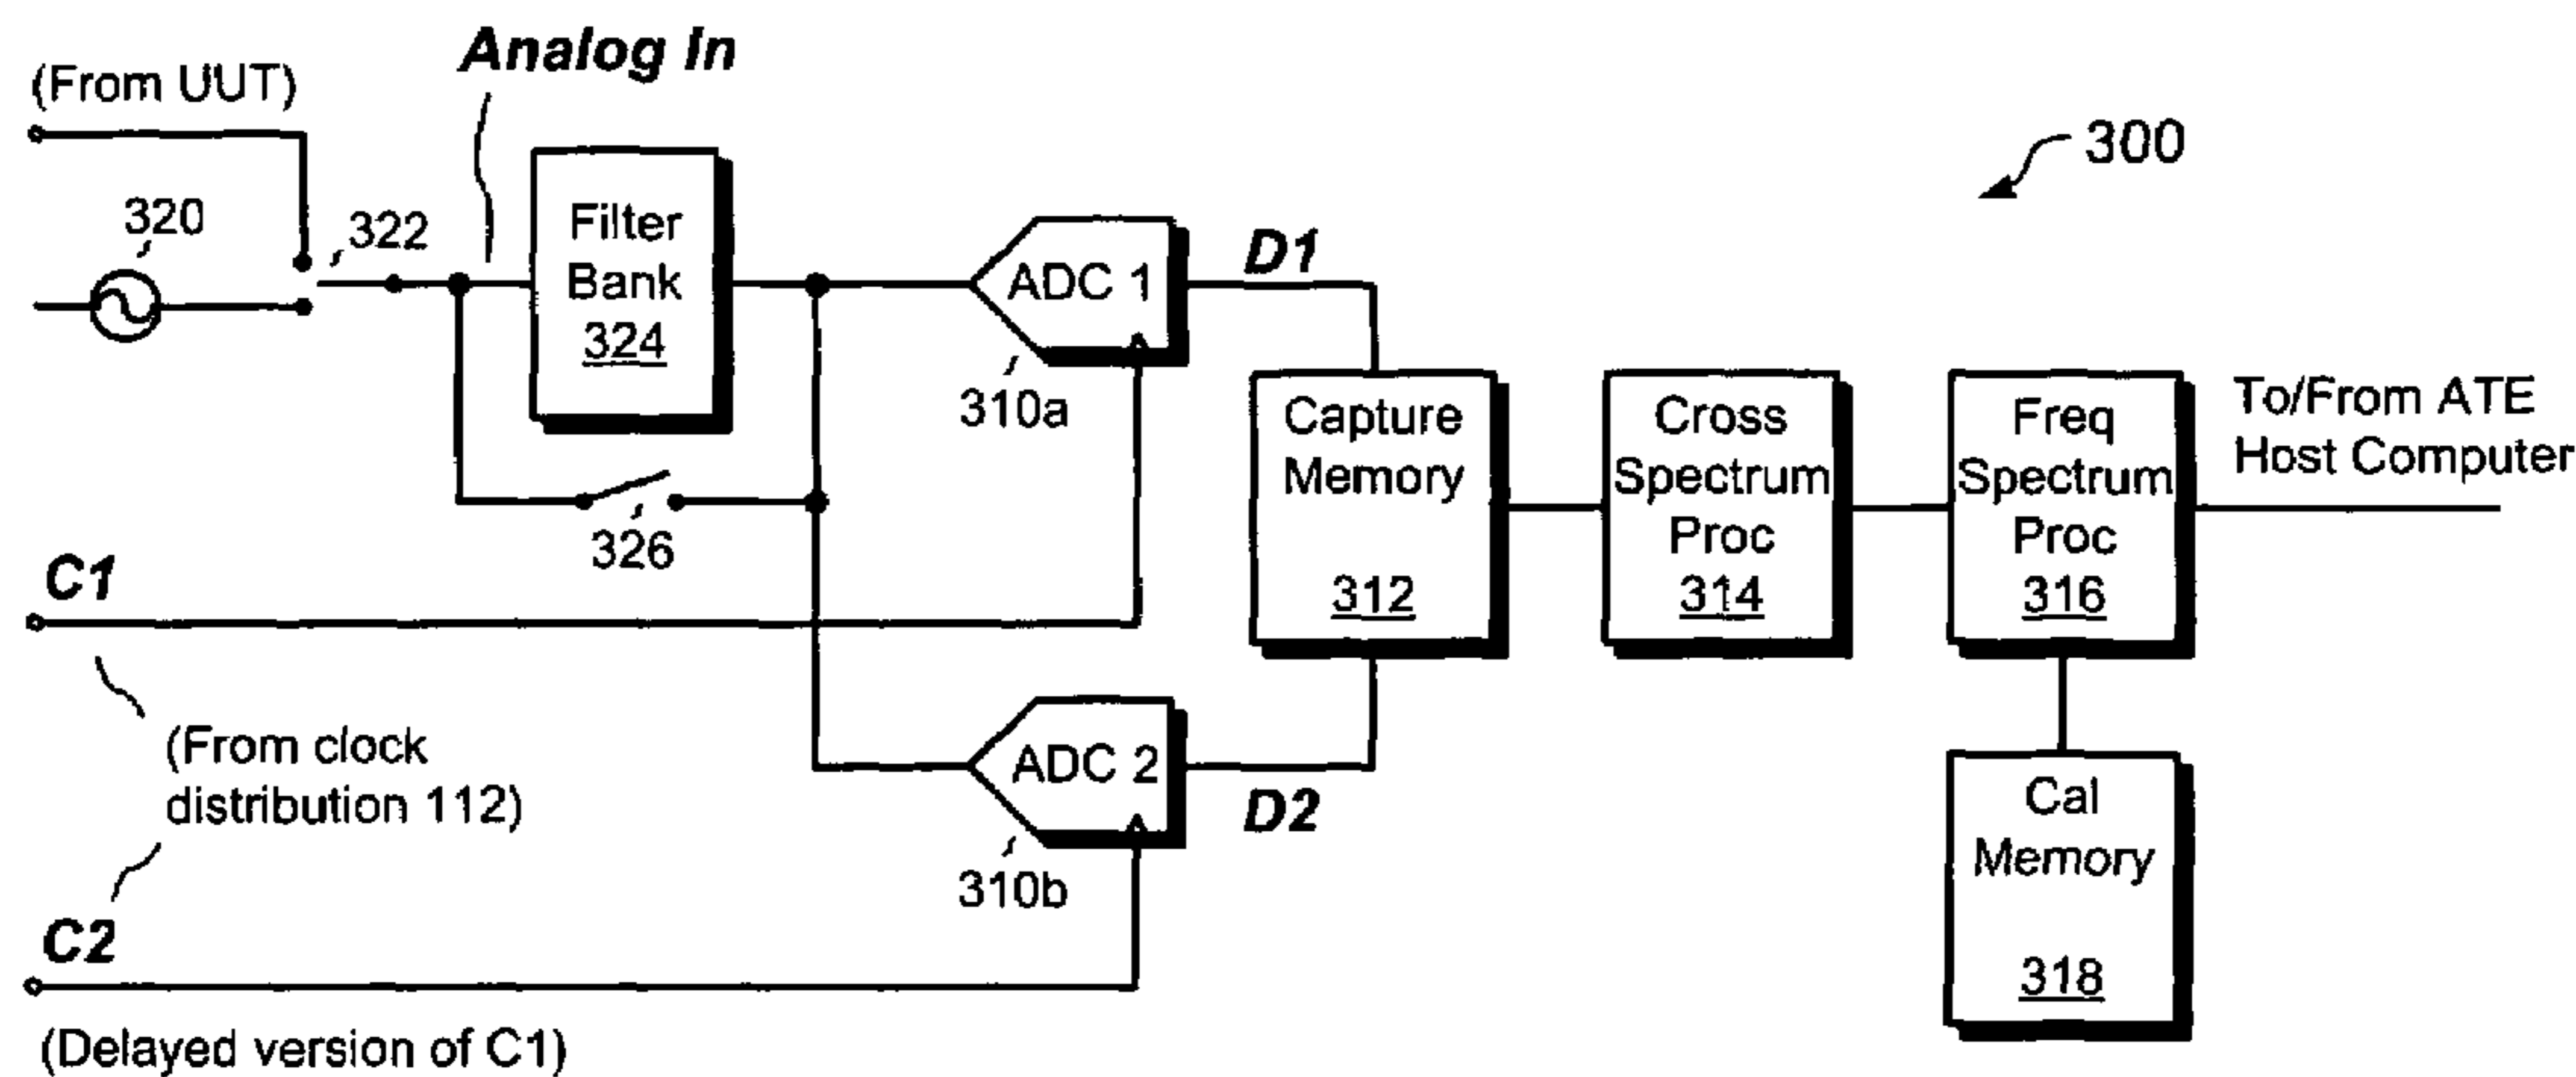 Analog In
(From UUT)
300
320
322
Filter
Bank
324
ADC 1
D1
310a
326
Capture
Memory
312
Cross
Spectrum
Proc
314
Freq
Spectrum
Proc
316
To/From ATE
Host Computer
C1
(From clock
distribution 112)
ADC 2
D2
310b
Cal
Memory
318
C2
(Delayed version of C1)